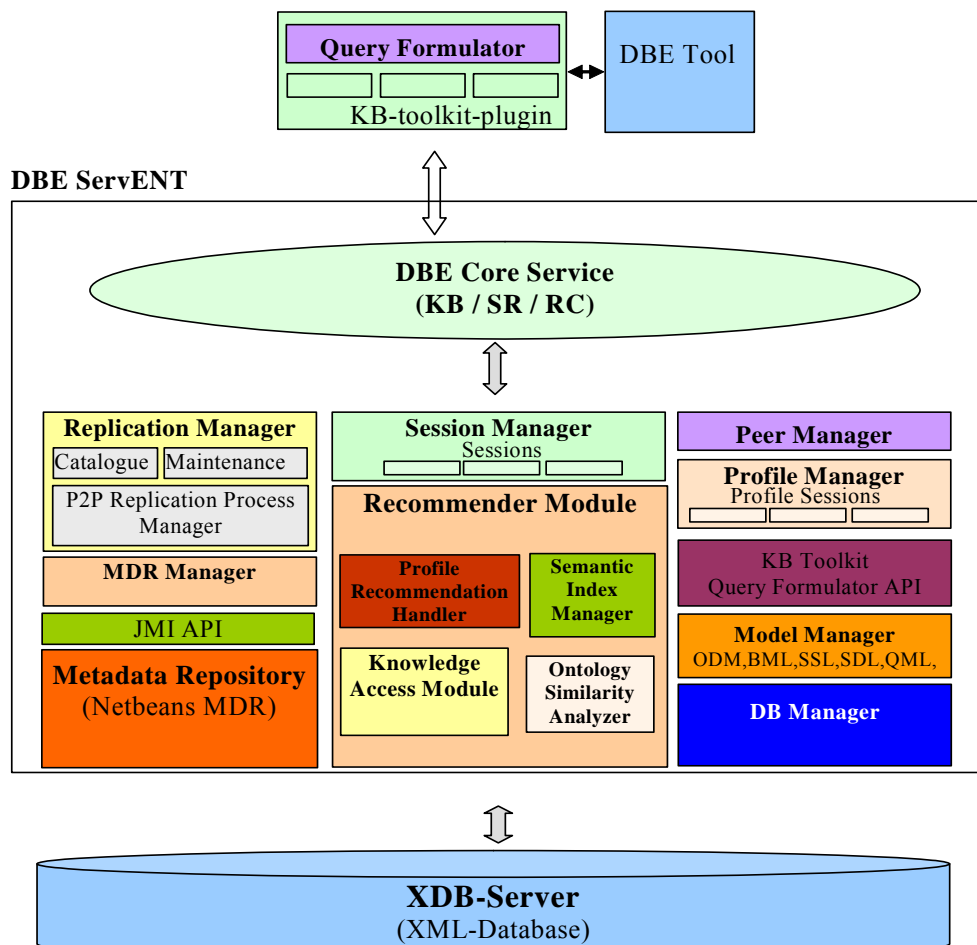 Query Formulator
KB-toolkit-plugin
DBE Tool
DBE ServENT
DBE Core Service
(KB / SR / RC)
Replication Manager
Catalogue
Maintenance
P2P Replication Process
Manager
MDR Manager
JMI API
Metadata Repository
(Netbeans MDR)
Session Manager
Sessions
Recommender Module
Profile
Recommendation
Handler
Semantic
Index
Manager
Knowledge
Access Module
Ontology
Similarity
Analyzer
Peer Manager
Profile Manager
Profile Sessions
KB Toolkit
Query Formulator API
Model Manager
ODM,BML,SSL,SDL,QML,
DB Manager
XDB-Server
(XML-Database)